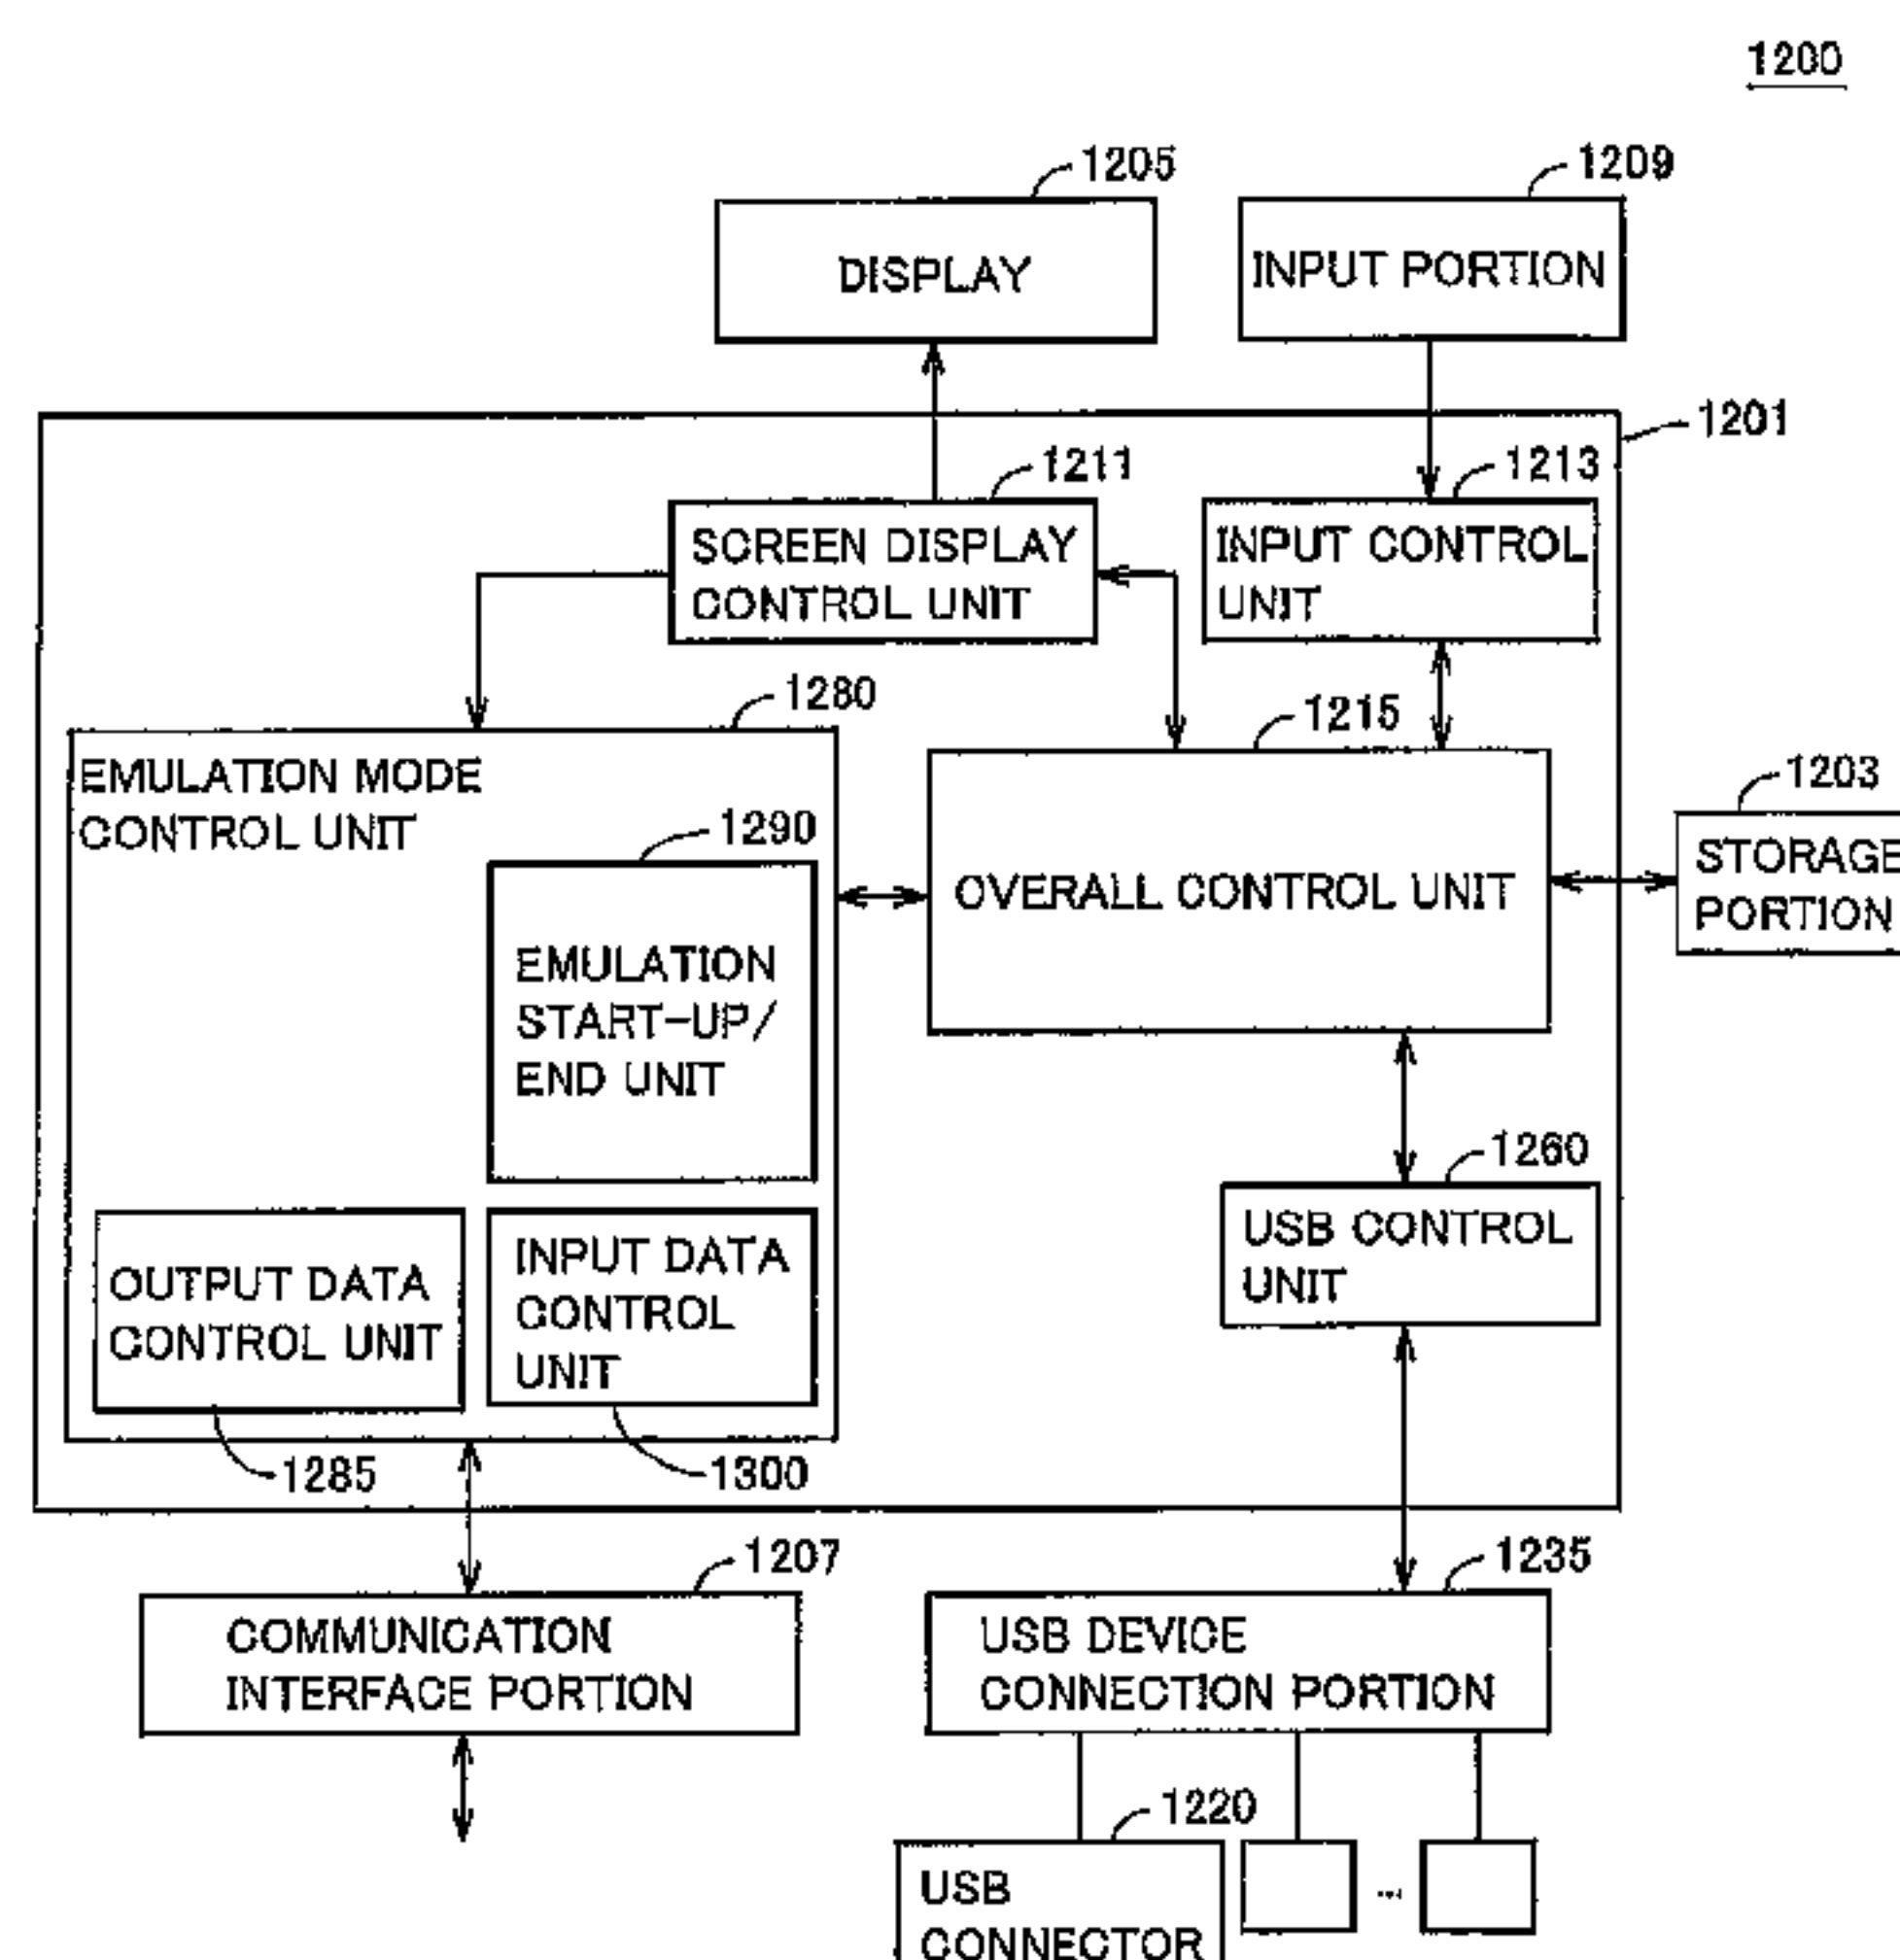 1200
1205
1209
DISPLAY
INPUT PORTION
1201
1211
1213
SCREEN DISPLAY
CONTROL UNIT
INPUT CONTROL
UNIT
1280
1215
1203
EMULATION MODE
CONTROL UNIT
1290
OVERALL CONTROL UNIT
STORAGE
PORTION
EMULATION
START-UP/
END UNIT
1260
USB CONTROL
UNIT
OUTPUT DATA
CONTROL UNIT
INPUT DATA
CONTROL
UNIT
1285
1300
1207
1235
COMMUNICATION
INTERFACE PORTION
USB DEVICE
CONNECTION PORTION
1220
USB
CONNECTOR
...